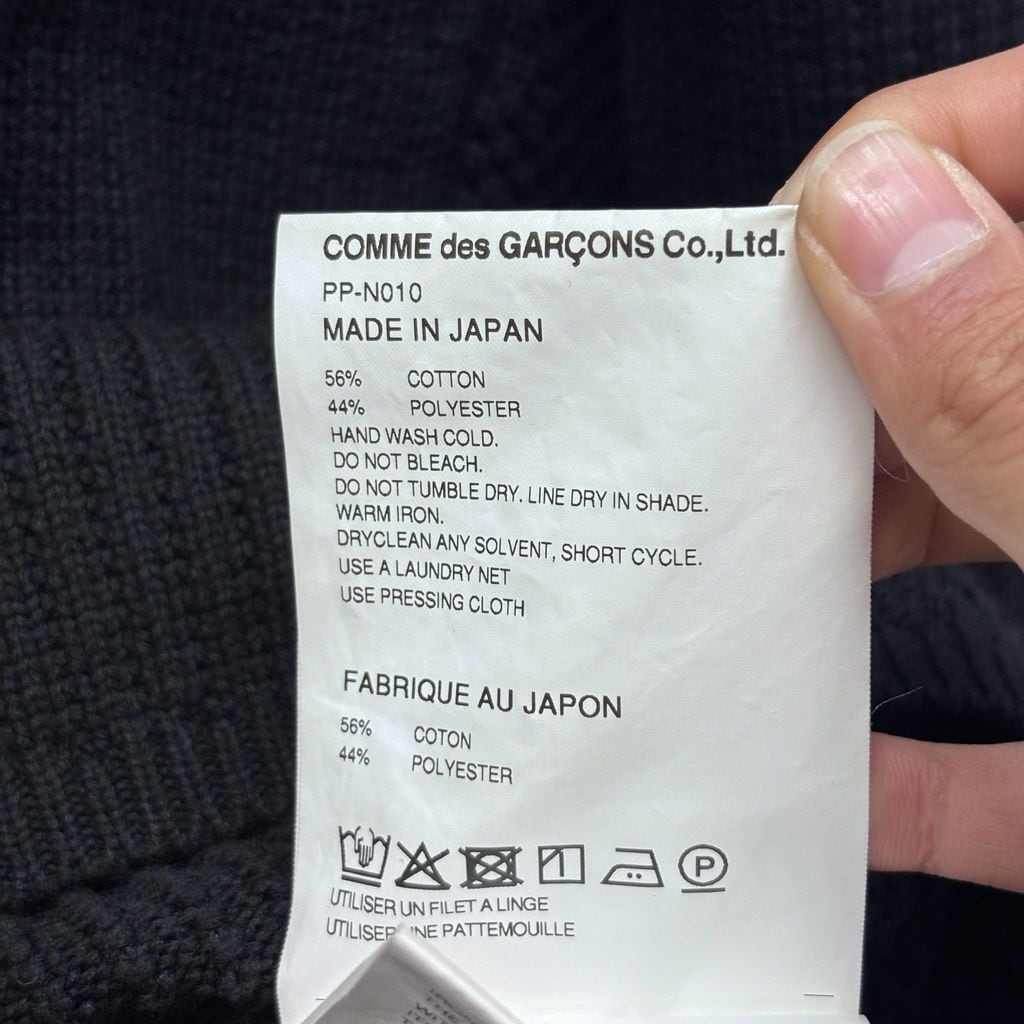 COMME des GARÇONS Co.,Ltd.
PP-N010
MADE IN JAPAN
56% COTTON
44% POLYESTER
HAND WASH COLD.
DO NOT BLEACH.
DO NOT TUMBLE DRY. LINE DRY IN SHADE.
WARM IRON.
DRYCLEAN ANY SOLVENT, SHORT CYCLE.
USE A LAUNDRY NET
USE PRESSING CLOTH
FABRIQUE AU JAPON
56% COTON
44% POLYESTER
P
UTILISER UN FILET A LINGE
UTILISER UNE PATTEMOUILLE